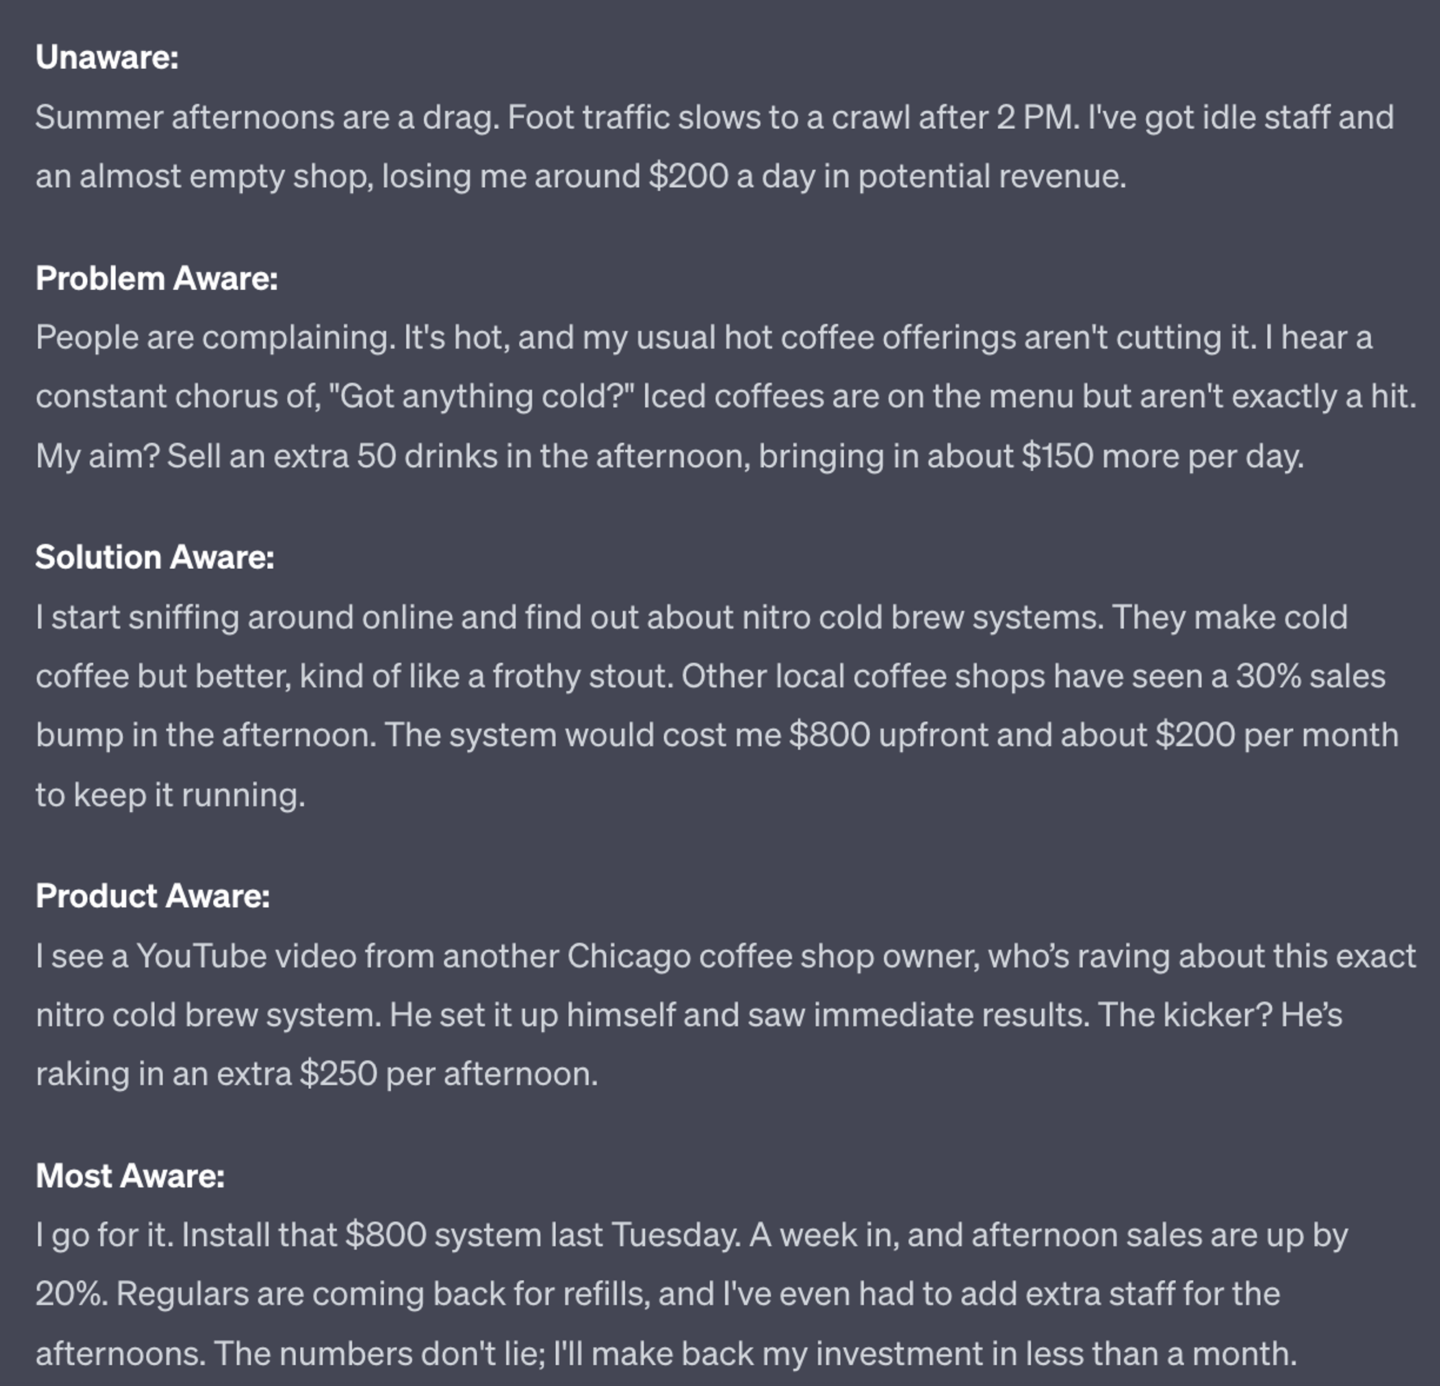 Unaware:
Summer afternoons are a drag. Foot traffic slows to a crawl after 2 PM. I've got idle staff and
an almost empty shop, losing me around $200 a day in potential revenue.
Problem Aware:
People are complaining. It's hot, and my usual hot coffee offerings aren't cutting it. I hear a
constant chorus of, "Got anything cold?" Iced coffees are on the menu but aren't exactly a hit.
My aim? Sell an extra 50 drinks in the afternoon, bringing in about $150 more per day.
Solution Aware:
I start sniffing around online and find out about nitro cold brew systems. They make cold
coffee but better, kind of like a frothy stout. Other local coffee shops have seen a 30% sales
bump in the afternoon. The system would cost me $800 upfront and about $200 per month
to keep it running.
Product Aware:
I see a YouTube video from another Chicago coffee shop owner, who’s raving about this exact
nitro cold brew system. He set it up himself and saw immediate results. The kicker? He’s
raking in an extra $250 per afternoon.
Most Aware:
I go for it. Install that $800 system last Tuesday. A week in, and afternoon sales are up by
20%. Regulars are coming back for refills, and I've even had to add extra staff for the
afternoons. The numbers don't lie; I'll make back my investment in less than a month.